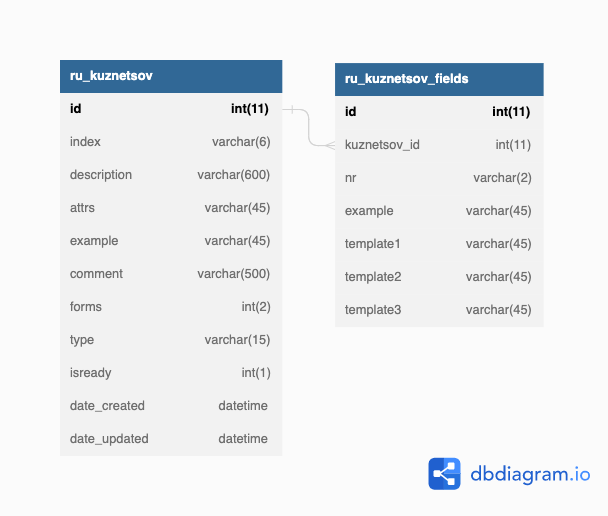 ru_kuznetsov
id int(11)
index varchar(6)
description varchar(600)
attrs varchar(45)
example varchar(45)
comment varchar(500)
forms int(2)
type varchar(15)
isready int(1)
date_created datetime
date_updated datetime
ru_kuznetsov_fields
id int(11)
kuznetsov_id int(11)
nr varchar(2)
example varchar(45)
template1 varchar(45)
template2 varchar(45)
template3 varchar(45)
dbdiagram.io